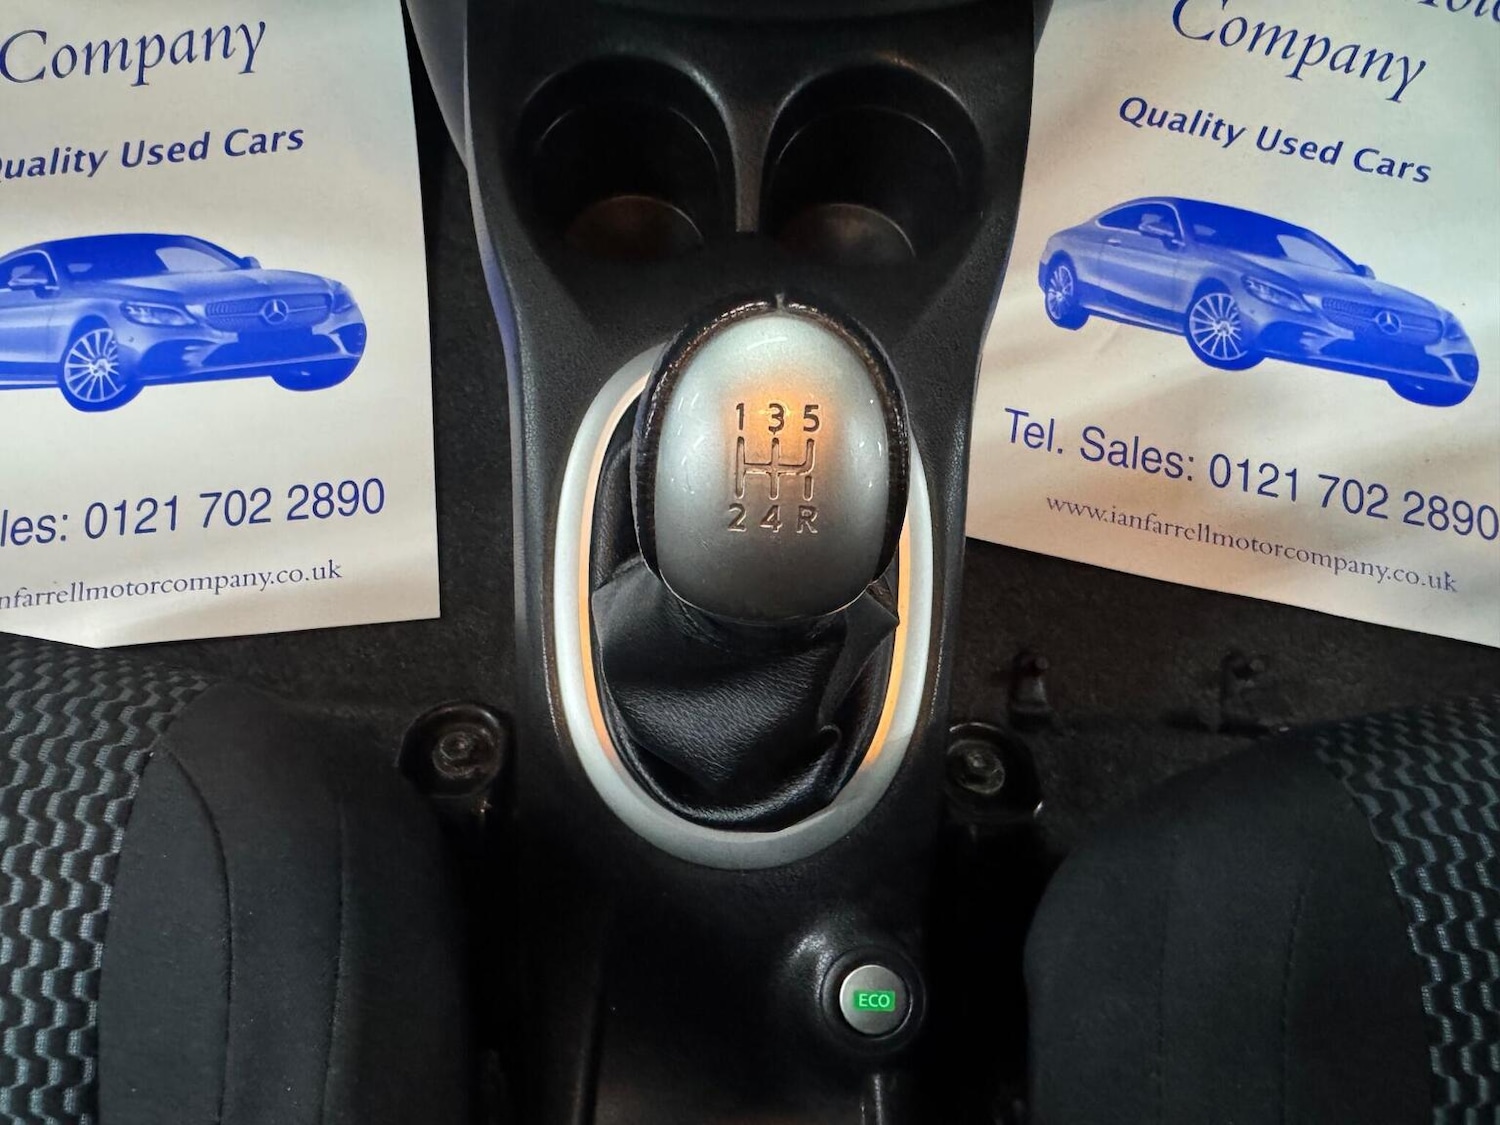 Company
Quality Used Cars
les: 0121 702 2890
nfarrellmotorcompany.co.uk
Company
Quality Used Cars
Tel. Sales: 0121 702 2890
www.ianfarrellmotorcompany.co.uk
1 3 5
2 4 R
ECO